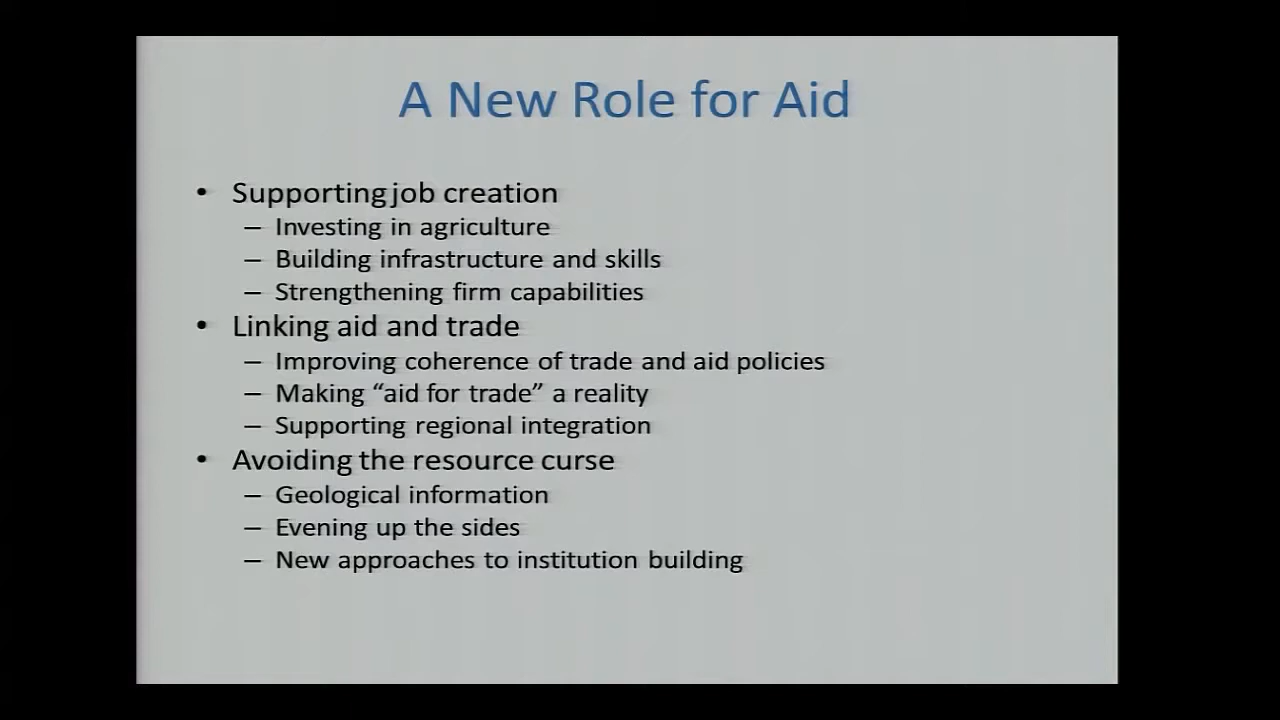 A New Role for Aid
• Supporting job creation
– Investing in agriculture
– Building infrastructure and skills
– Strengthening firm capabilities
• Linking aid and trade
– Improving coherence of trade and aid policies
– Making “aid for trade” a reality
– Supporting regional integration
• Avoiding the resource curse
– Geological information
– Evening up the sides
– New approaches to institution building